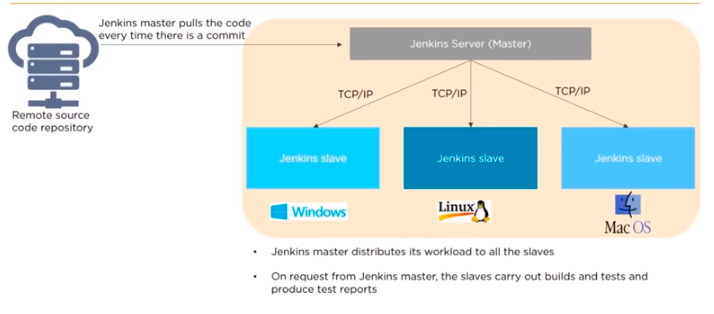 Jenkins master pulls the code
every time there is a commit
Jenkins Server (Master)
Remote source
code repository
TCP/IP
TCP/IP
TCP/IP
Jenkins slave
Jenkins slave
Jenkins slave
Windows
Linux
Mac OS
• Jenkins master distributes its workload to all the slaves
• On request from Jenkins master, the slaves carry out builds and tests and
produce test reports